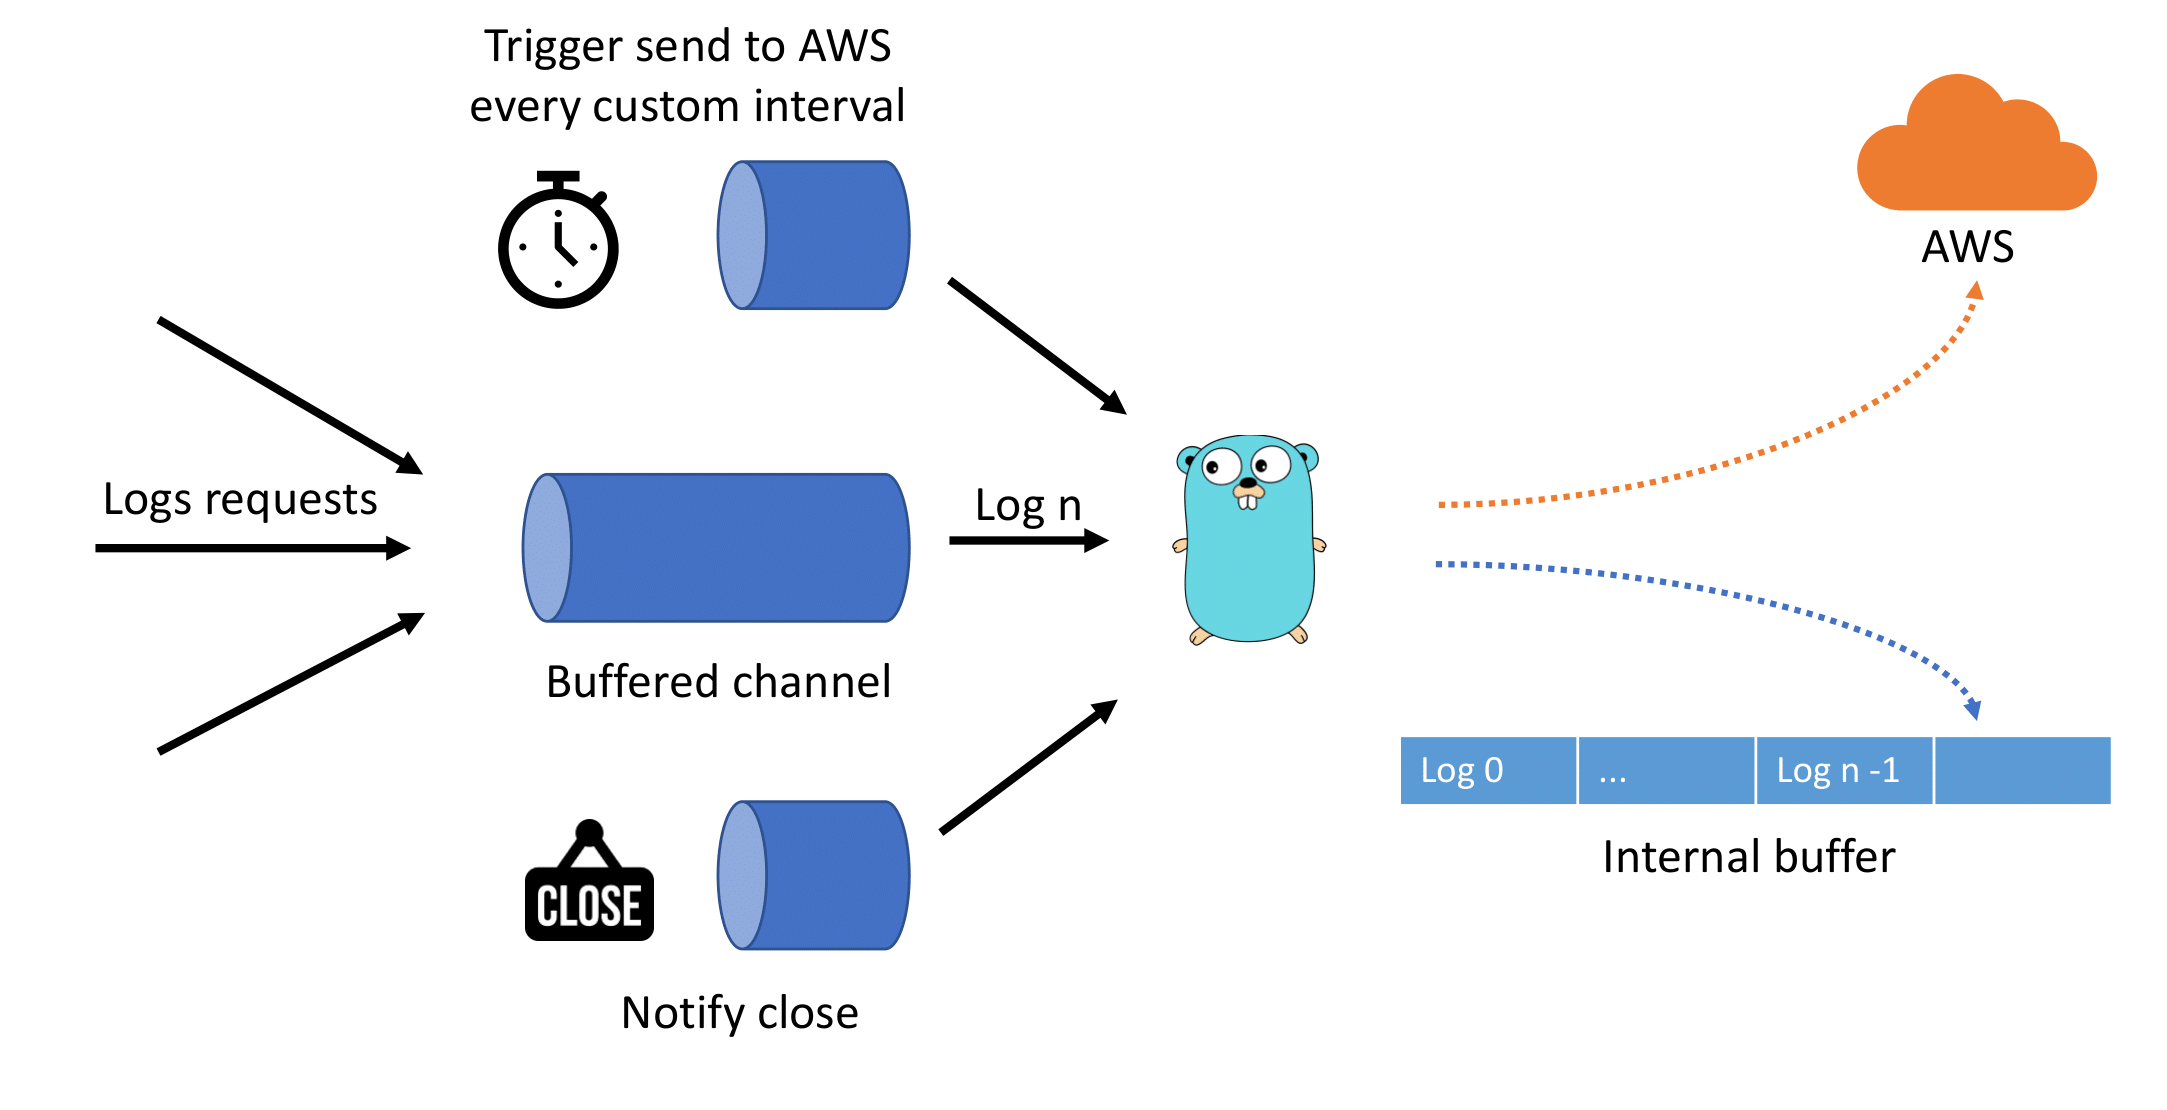 Trigger send to AWS
every custom interval
AWS
Logs requests
Log n
Buffered channel
Log 0
...
Log n -1
Internal buffer
CLOSE
Notify close